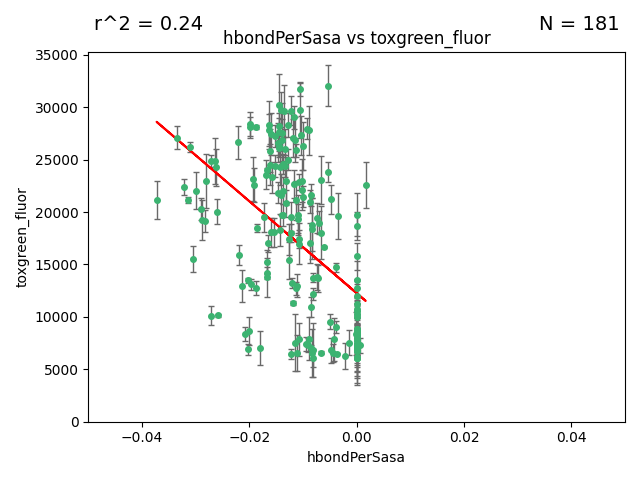 r^2 = 0.24
N = 181
hbondPerSasa vs toxgreen_fluor
35000
30000
25000
20000
15000
10000
5000
0
toxgreen_fluor
−0.04
−0.02
0.00
0.02
0.04
hbondPerSasa